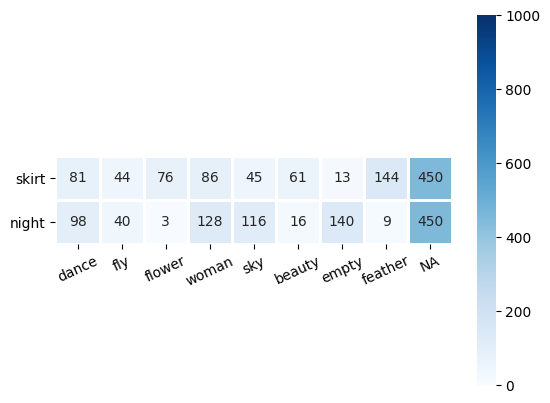 1000
800
600
400
200
0
skirt 81 44 76 86 45 61 13 144 450
night 98 40 3 128 116 16 140 9 450
dance fly flower woman sky beauty empty feather NA